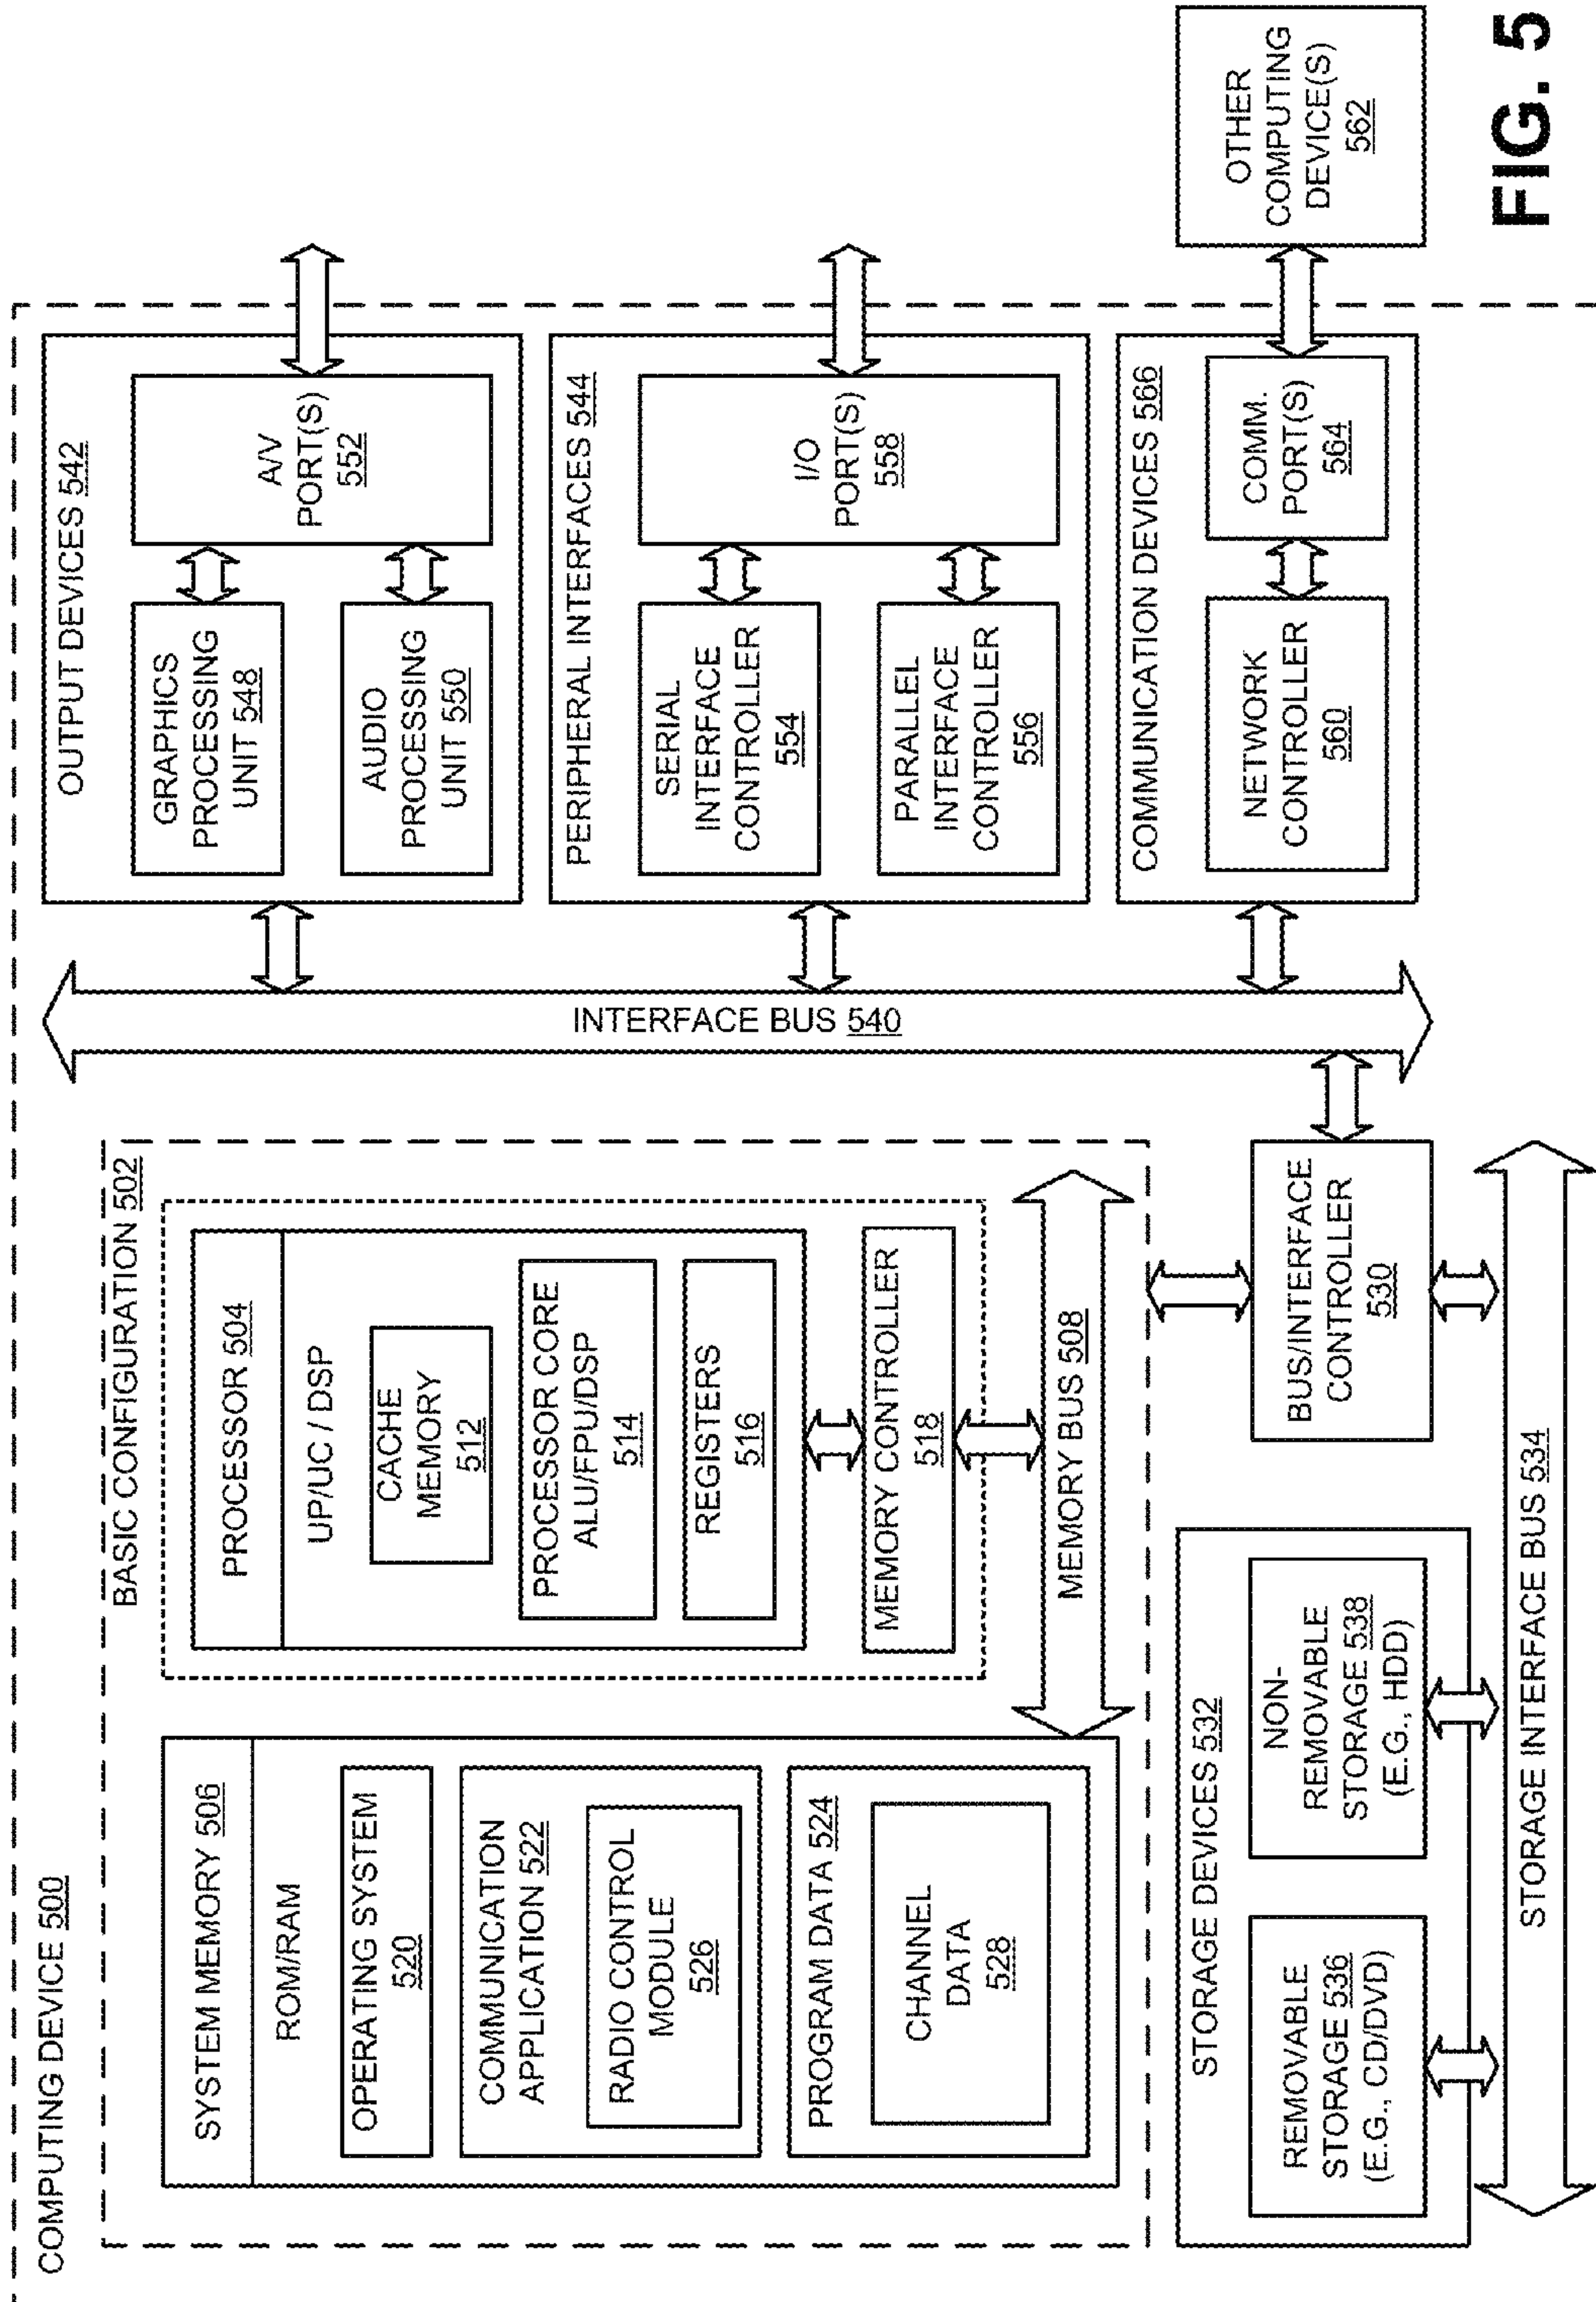 COMPUTING DEVICE 500
BASIC CONFIGURATION 502
SYSTEM MEMORY 506
ROM/RAM
OPERATING SYSTEM
520
COMMUNICATION
APPLICATION 522
RADIO CONTROL
MODULE
526
PROGRAM DATA 524
CHANNEL
DATA
528
PROCESSOR 504
UP/UC / DSP
CACHE
MEMORY
512
PROCESSOR CORE
ALU/FPU/DSP
514
REGISTERS
516
MEMORY CONTROLLER
518
MEMORY BUS 508
STORAGE DEVICES 532
REMOVABLE
STORAGE 536
(E.G., CD/DVD)
NON-
REMOVABLE
STORAGE 538
(E.G., HDD)
BUS/INTERFACE
CONTROLLER
530
STORAGE INTERFACE BUS 534
INTERFACE BUS 540
OUTPUT DEVICES 542
GRAPHICS
PROCESSING
UNIT 548
AUDIO
PROCESSING
UNIT 550
A/V
PORT(S)
552
PERIPHERAL INTERFACES 544
SERIAL
INTERFACE
CONTROLLER
554
PARALLEL
INTERFACE
CONTROLLER
556
I/O
PORT(S)
558
COMMUNICATION DEVICES 566
NETWORK
CONTROLLER
560
COMM.
PORT(S)
564
OTHER
COMPUTING
DEVICE(S)
562
FIG. 5